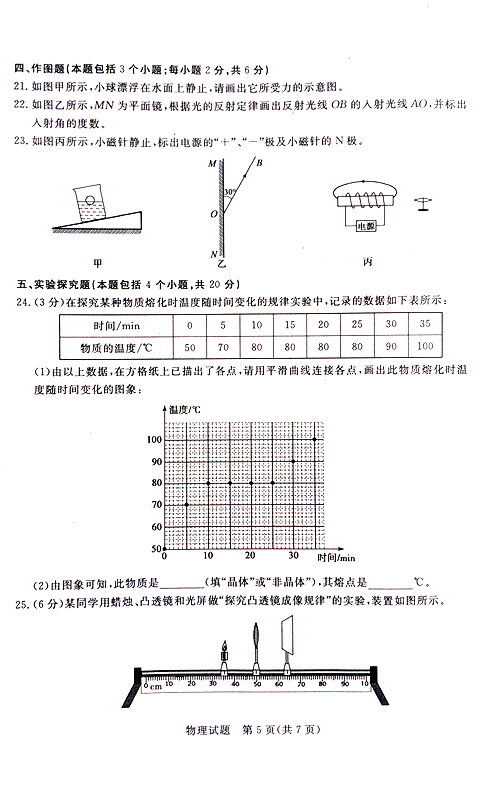 四、作图题(本题包括 3 个小题;每小题 2 分,共 6 分)
21. 如图甲所示,小球漂浮在水面上静止,请画出它所受力的示意图。
22. 如图乙所示,MN 为平面镜,根据光的反射定律画出反射光线 OB 的入射光线 AO,并标出
入射角的度数。
23. 如图丙所示,小磁针静止,标出电源的“+”、“-”极及小磁针的 N 极。
M B
30°
O
电源
N
甲 乙 丙
五、实验探究题(本题包括 4 个小题,共 20 分)
24. (3 分)在探究某种物质熔化时温度随时间变化的规律实验中,记录的数据如下表所示:
时间/min 0 5 10 15 20 25 30 35
物质的温度/℃ 50 70 80 80 80 80 90 100
(1)由以上数据,在方格纸上已描出了各点,请用平滑曲线连接各点,画出此物质熔化时温
度随时间变化的图象:
温度/℃
100
90
80
70
60
50
0 10 20 30 时间/min
(2)由图象可知,此物质是________(填“晶体”或“非晶体”),其熔点是________℃。
25. (6 分)某同学用蜡烛、凸透镜和光屏做“探究凸透镜成像规律”的实验,装置如图所示。
0 cm 10 20 30 40 50 60 70 80 90 10
物理试题 第 5 页(共 7 页)